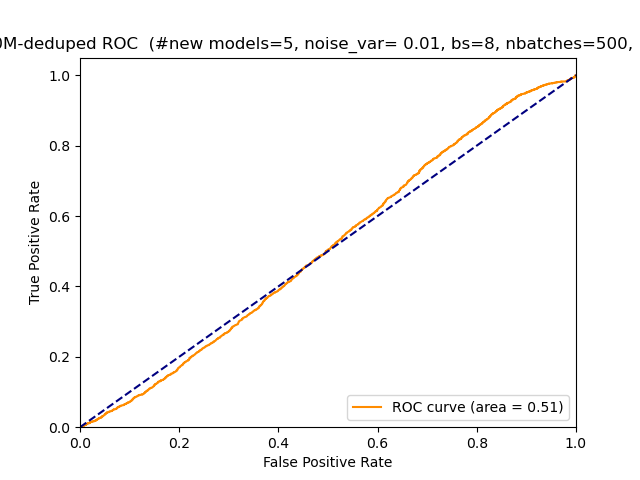 0M-deduped ROC (#new models=5, noise_var= 0.01, bs=8, nbatches=500,
1.0
0.8
0.6
0.4
0.2
0.0
True Positive Rate
ROC curve (area = 0.51)
0.0 0.2 0.4 0.6 0.8 1.0
False Positive Rate